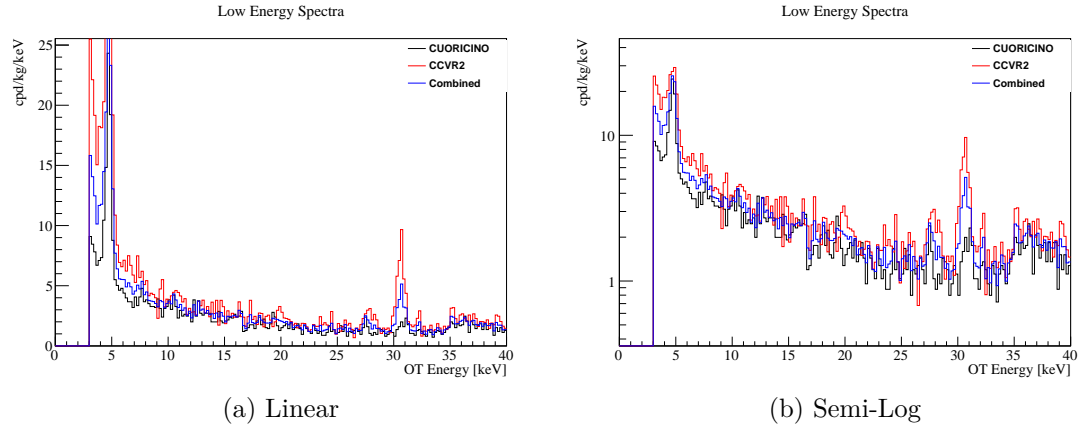 Low Energy Spectra
cpd/kg/keV
25
20
15
10
5
0
0 5 10 15 20 25 30 35 40
OT Energy [keV]
CUORICINO
CCVR2
Combined
(a) Linear
Low Energy Spectra
cpd/kg/keV
10
1
0 5 10 15 20 25 30 35 40
OT Energy [keV]
CUORICINO
CCVR2
Combined
(b) Semi-Log